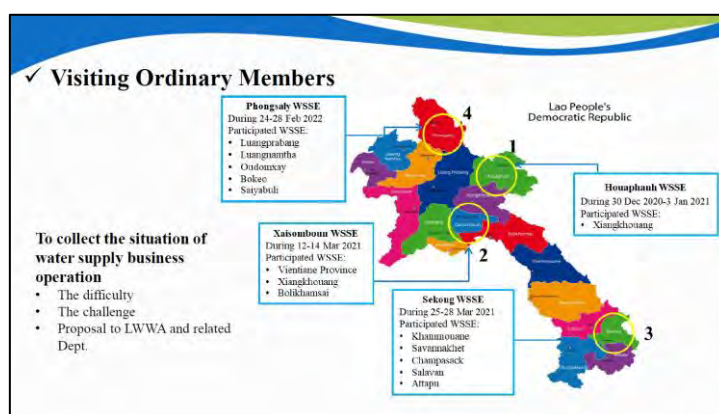 ✓ Visiting Ordinary Members
Phongsaly WSSE
During 24-28 Feb 2022
Participated WSSE:
• Luangprabang
• Luangnamtha
• Oudomxay
• Bokeo
• Saiyabuli
4
Lao People's
Democratic Republic
1
Houaphanh WSSE
During 30 Dec 2020-3 Jan 2021
Participated WSSE:
• Xiangkhouang
To collect the situation of
water supply business
operation
• The difficulty
• The challenge
• Proposal to LWWA and related
Dept.
Xaisomboun WSSE
During 12-14 Mar 2021
Participated WSSE:
• Vientiane Province
• Xiangkhouang
• Bolikhamsai
2
Sekong WSSE
During 25-28 Mar 2021
Participated WSSE:
• Khammouane
• Savannakhet
• Champasack
• Salavan
• Attapu
3